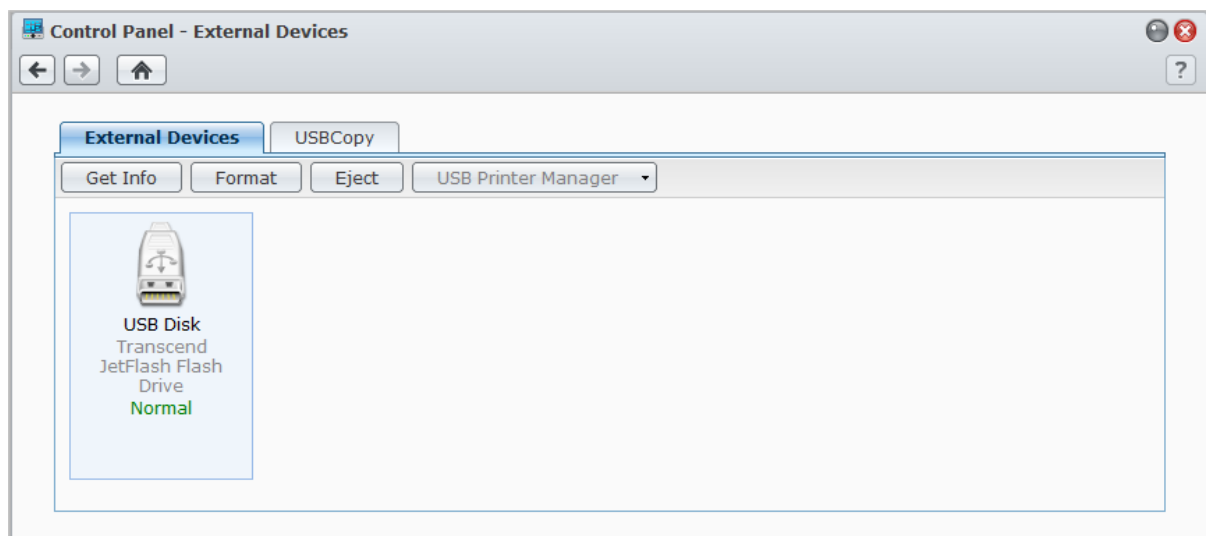 Control Panel - External Devices
?
External Devices USBCopy
Get Info Format Eject USB Printer Manager
USB Disk
Transcend
JetFlash Flash
Drive
Normal